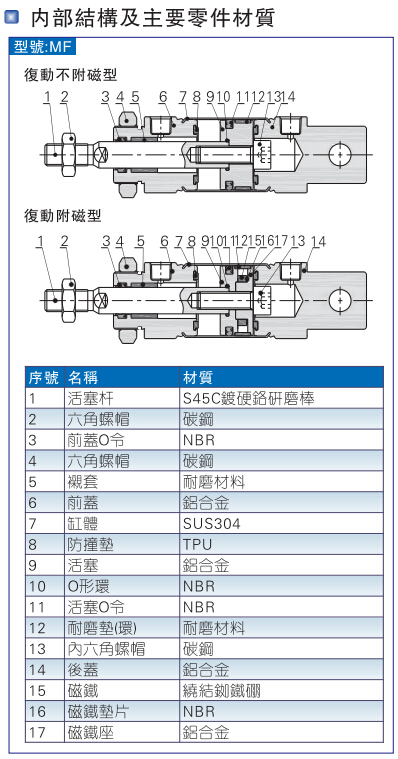 内部結構及主要零件材質
型號:MF
復動不附磁型
1 2 3 4 5 6 7 8 9 10 11 12 13 14
復動附磁型
1 2 3 4 5 6 7 8 9 10 11 12 15 16 17 13 14
序號 名稱 材質
1 活塞杆 S45C鍍硬鉻研磨棒
2 六角螺帽 碳鋼
3 前蓋O令 NBR
4 六角螺帽 碳鋼
5 襯套 耐磨材料
6 前蓋 鋁合金
7 缸體 SUS304
8 防撞墊 TPU
9 活塞 鋁合金
10 O形環 NBR
11 活塞O令 NBR
12 耐磨墊(環) 耐磨材料
13 內六角螺帽 碳鋼
14 後蓋 鋁合金
15 磁鐵 繞結釹鐵硼
16 磁鐵墊片 NBR
17 磁鐵座 鋁合金